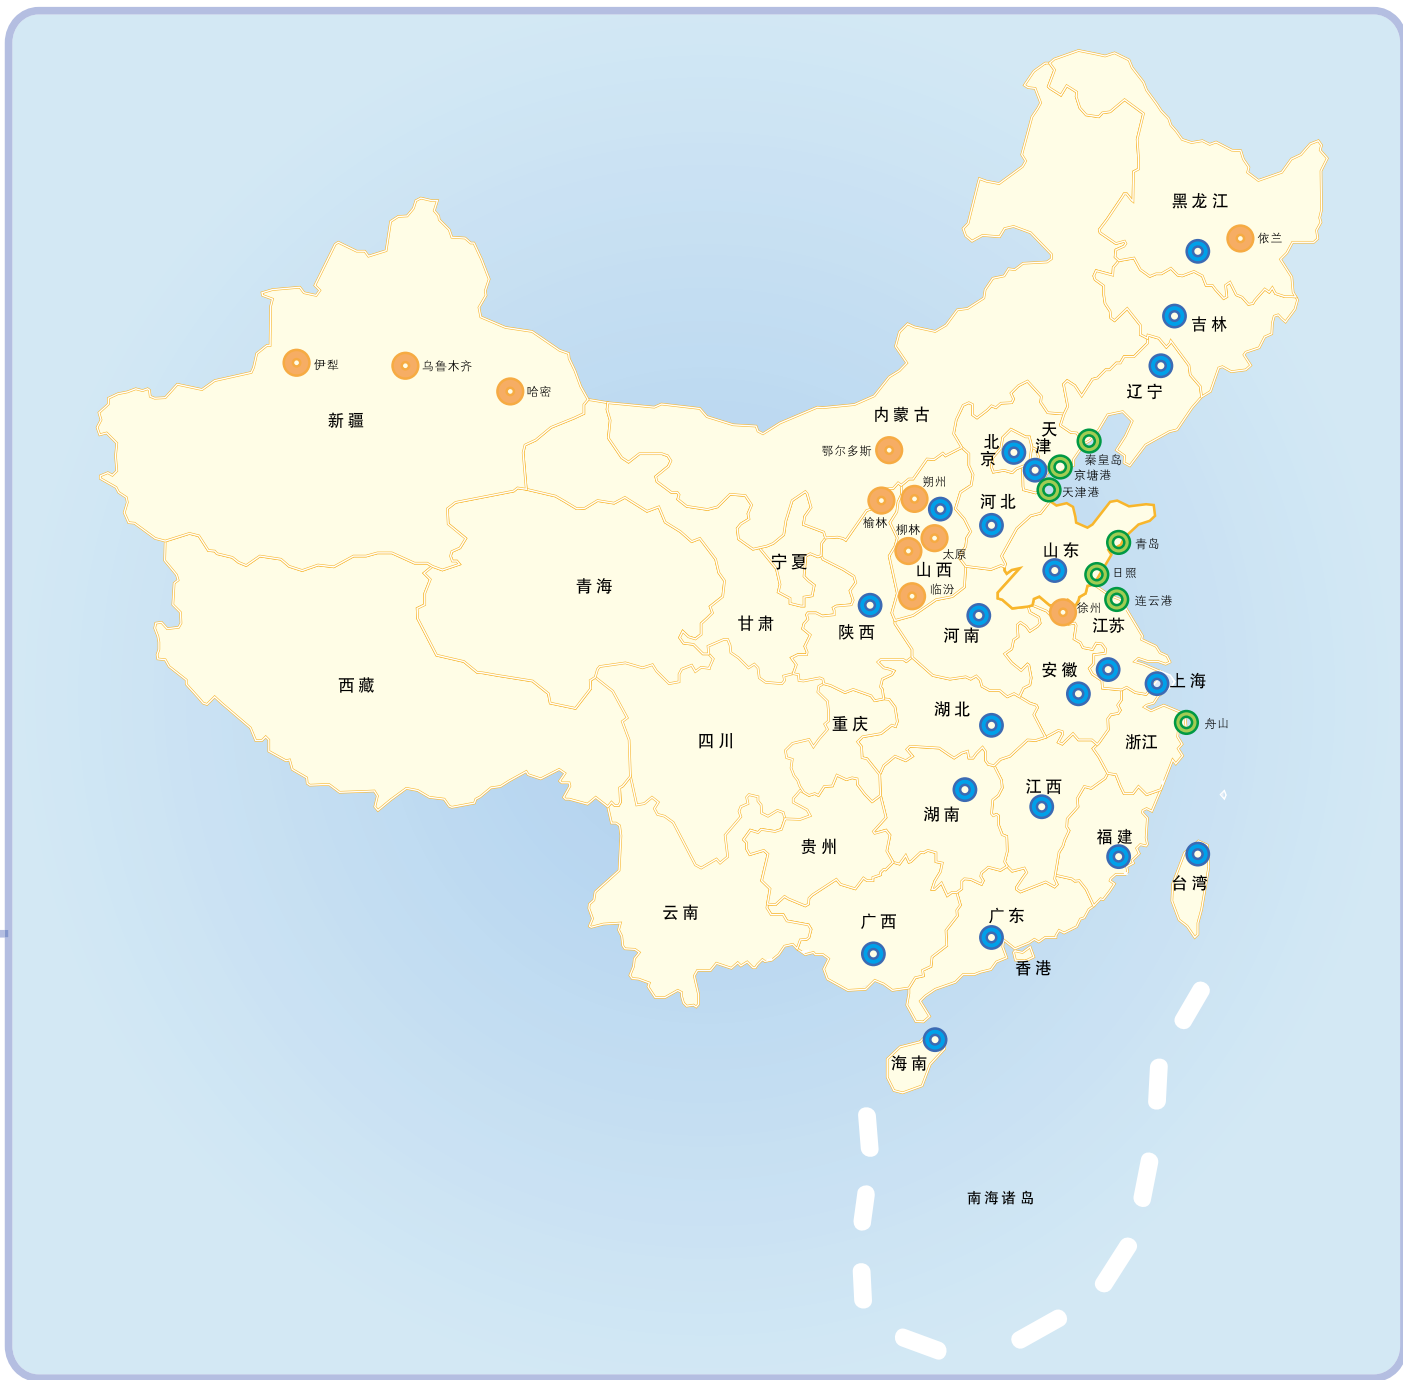 黑龙江
依兰
吉林
辽宁
伊犁
乌鲁木齐
哈密
新疆
内蒙古
鄂尔多斯
北京
天津
秦皇岛
京塘港
天津港
朔州
榆林
柳林
太原
河北
山西
临汾
山东
青岛
日照
连云港
徐州
江苏
宁夏
青海
甘肃
陕西
河南
安徽
上海
西藏
四川
重庆
湖北
舟山
浙江
湖南
江西
贵州
福建
台湾
云南
广西
广东
香港
海南
南海诸岛